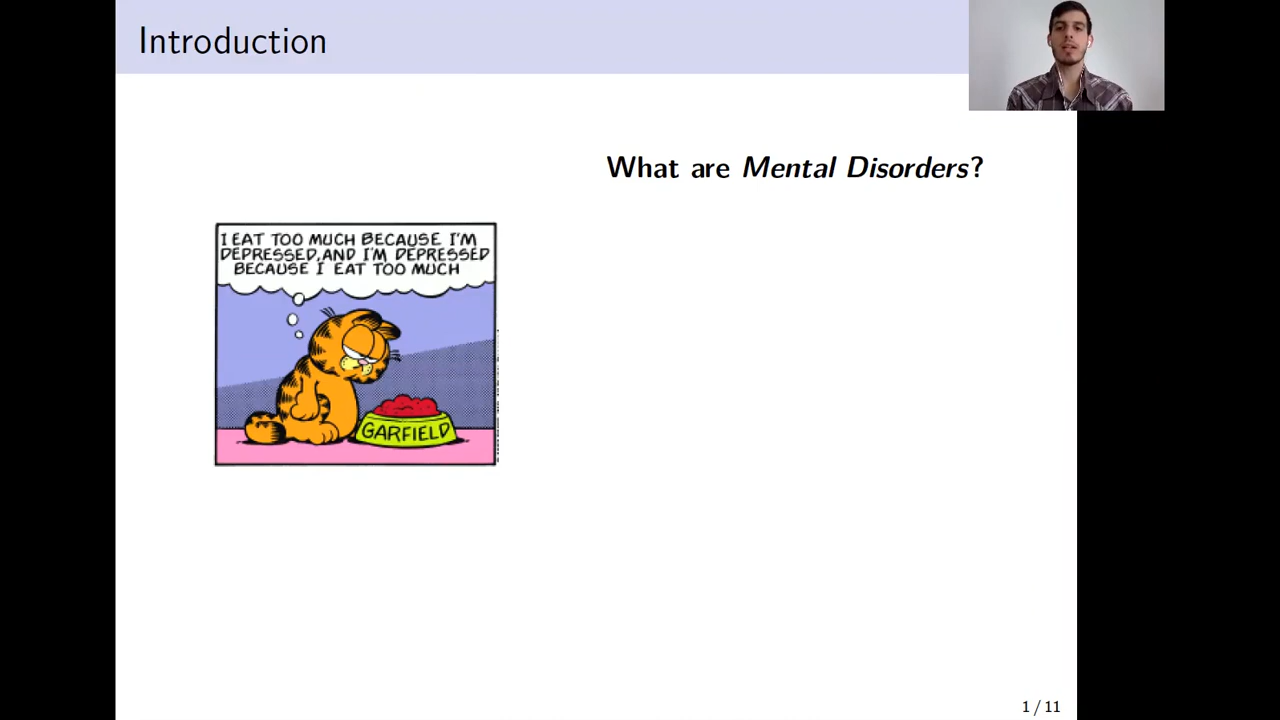 Introduction
What are Mental Disorders?
I EAT TOO MUCH BECAUSE I'M
DEPRESSED, AND I'M DEPRESSED
BECAUSE I EAT TOO MUCH
GARFIELD
1 / 11